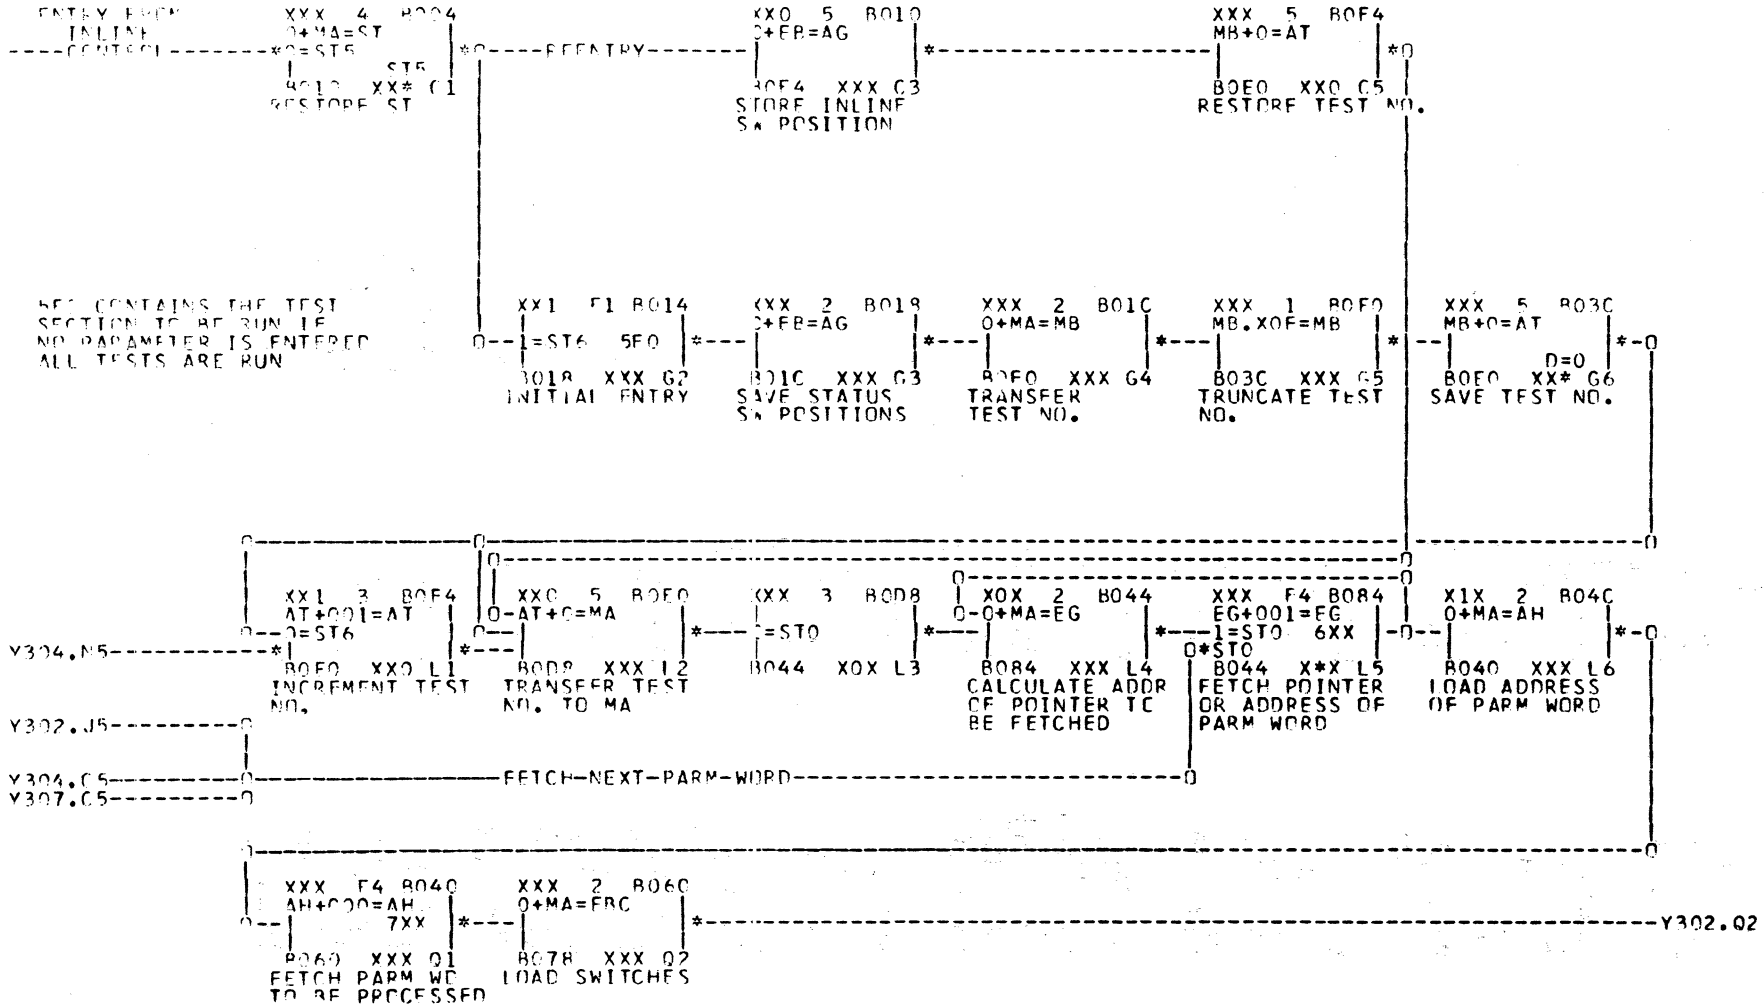 ENTRY FROM
INLINE
CONTROL
XXX 4 B004
0+MA=ST
0=ST5
ST5
B010 XX* C1
RESTORE ST
REENTRY
XX0 5 B010
0+FB=AG
B0F4 XXX C3
STORE INLINE
SW POSITION
XXX 5 B0F4
MB+0=AT
B0E0 XX0 C5
RESTORE TEST NO.
CONTAINS THE TEST
SECTION TO BE RUN IF
NO PARAMETER IS ENTERED
ALL TESTS ARE RUN
XX1 F1 B014
1=ST6 5F0
B018 XXX G2
INITIAL ENTRY
XXX 2 B018
0+FB=AG
B01C XXX G3
SAVE STATUS
SW POSITIONS
XXX 2 B01C
0+MA=MB
B0F0 XXX G4
TRANSFER
TEST NO.
XXX 1 B0F0
MB.X0F=MB
B03C XXX G5
TRUNCATE TEST
NO.
XXX 5 B03C
MB+0=AT
D=0
B0E0 XX* G6
SAVE TEST NO.
XX1 3 B0F4
AT+001=AT
0=ST6
B0E0 XX0 L1
INCREMENT TEST
NO.
XX0 5 B0E0
AT+0=MA
B0D8 XXX L2
TRANSFER TEST
NO. TO MA
XXX 3 B0D8
0=ST0
B044 X0X L3
X0X 2 B044
0+MA=EG
B084 XXX L4
CALCULATE ADDR
OF POINTER TO
BE FETCHED
XXX F4 B084
EG+001=EG
1=ST0 6XX
*ST0
B044 X*X L5
FETCH POINTER
OR ADDRESS OF
PARM WORD
X1X 2 B04C
0+MA=AH
B040 XXX L6
LOAD ADDRESS
OF PARM WORD
Y304.N5
Y302.J5
Y304.C5
FETCH-NEXT-PARM-WORD
Y307.C5
XXX F4 B040
AH+000=AH
7XX
B060 XXX Q1
FETCH PARM WD
TO BE PROCESSED
XXX 2 B060
0+MA=FBC
B078 XXX Q2
LOAD SWITCHES
Y302.Q2